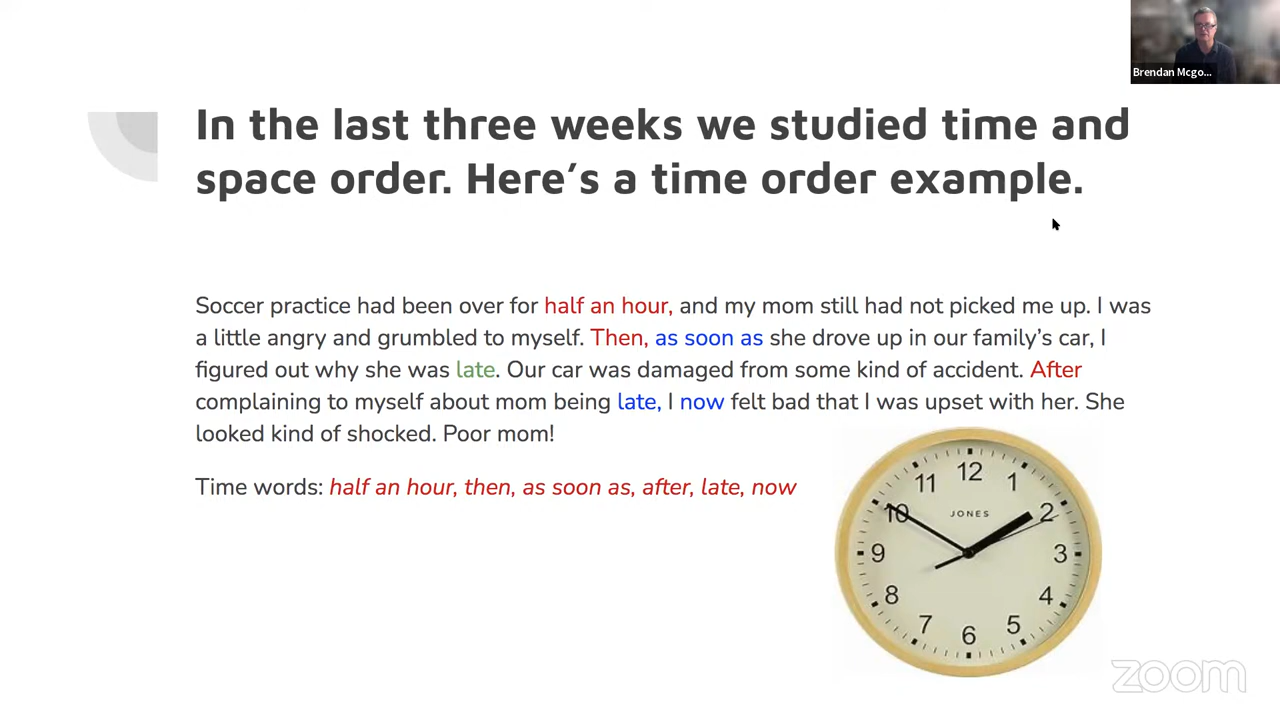 Brendan Mcgo...
In the last three weeks we studied time and
space order. Here's a time order example.
Soccer practice had been over for half an hour, and my mom still had not picked me up. I was
a little angry and grumbled to myself. Then, as soon as she drove up in our family's car, I
figured out why she was late. Our car was damaged from some kind of accident. After
complaining to myself about mom being late, I now felt bad that I was upset with her. She
looked kind of shocked. Poor mom!
Time words: half an hour, then, as soon as, after, late, now
12
11 1
10 JONES 2
9 3
8 4
7 5
6
zoom